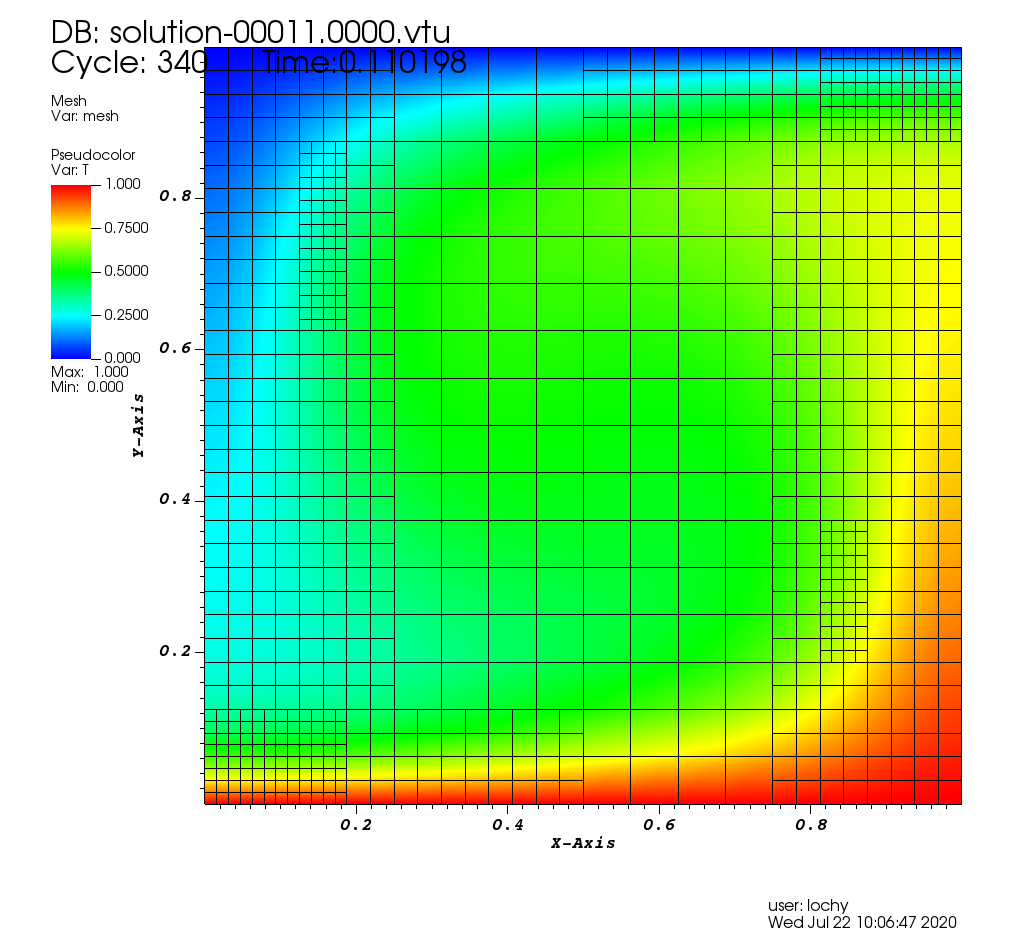 DB: solution-00011.0000.vtu
Cycle: 340 Time:0.110198
Mesh
Var: mesh
Pseudocolor
Var: T
1.000
0.7500
0.5000
0.2500
0.000
Max: 1.000
Min: 0.000
0.8
0.6
0.4
0.2
Y-Axis
0.2 0.4 0.6 0.8
X-Axis
user: lochy
Wed Jul 22 10:06:47 2020